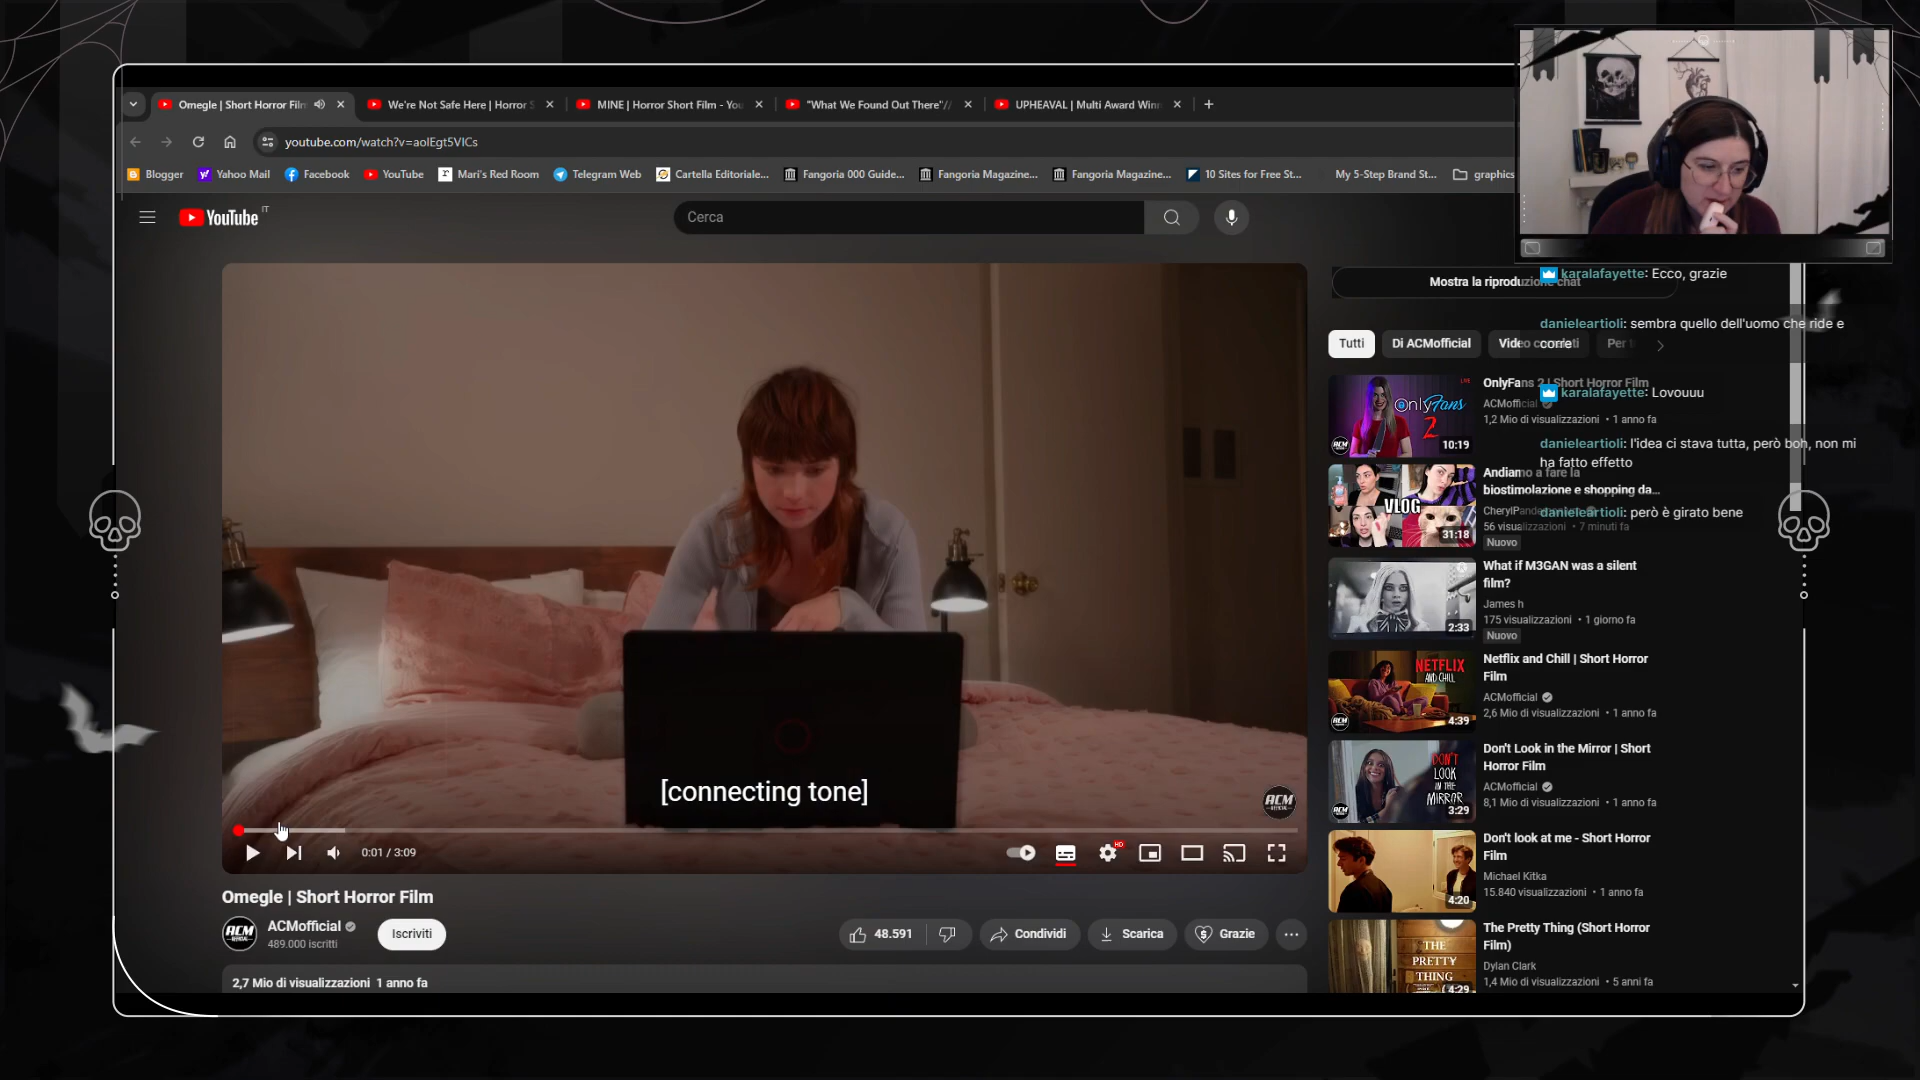 Omegle | Short Horror Film
We're Not Safe Here | Horror S
MINE | Horror Short Film - You
"What We Found Out There"//
UPHEAVAL | Multi Award Winn
youtube.com/watch?v=aolEgt5VICs
Blogger
Yahoo Mail
Facebook
YouTube
Mari's Red Room
Telegram Web
Cartella Editoriale...
Fangoria 000 Guide...
Fangoria Magazine...
Fangoria Magazine...
10 Sites for Free St...
My 5-Step Brand St...
graphics
YouTube IT
Cerca
[connecting tone]
ACM
0:01 / 3:09
HD
Omegle | Short Horror Film
ACM
ACMofficial
489.000 iscritti
Iscriviti
48.591
Condividi
Scarica
Grazie
2,7 Mio di visualizzazioni 1 anno fa
karalafayette: Ecco, grazie
danieleartioli: sembra quello dell'uomo che ride e
corre
karalafayette: Lovouuu
danieleartioli: l'idea ci stava tutta, però boh, non mi
ha fatto effetto
danieleartioli: però è girato bene
Mostra la riproduzione chat
Tutti
Di ACMofficial
Video correlati
OnlyFans
2
10:19
OnlyFans 2 | Short Horror Film
ACMofficial
1,2 Mio di visualizzazioni • 1 anno fa
VLOG
31:18
Andiamo a fare la
biostimolazione e shopping da...
56 visualizzazioni • 7 minuti fa
Nuovo
2:33
What if M3GAN was a silent
film?
James h
175 visualizzazioni • 1 giorno fa
Nuovo
NETFLIX
AND CHILL
4:39
Netflix and Chill | Short Horror
Film
ACMofficial
2,6 Mio di visualizzazioni • 1 anno fa
DON'T
LOOK
IN THE
MIRROR
3:29
Don't Look in the Mirror | Short
Horror Film
ACMofficial
8,1 Mio di visualizzazioni • 1 anno fa
4:20
Don't look at me - Short Horror
Film
Michael Kitka
15.840 visualizzazioni • 1 anno fa
THE
PRETTY
THING
4:29
The Pretty Thing (Short Horror
Film)
Dylan Clark
1,4 Mio di visualizzazioni • 5 anni fa